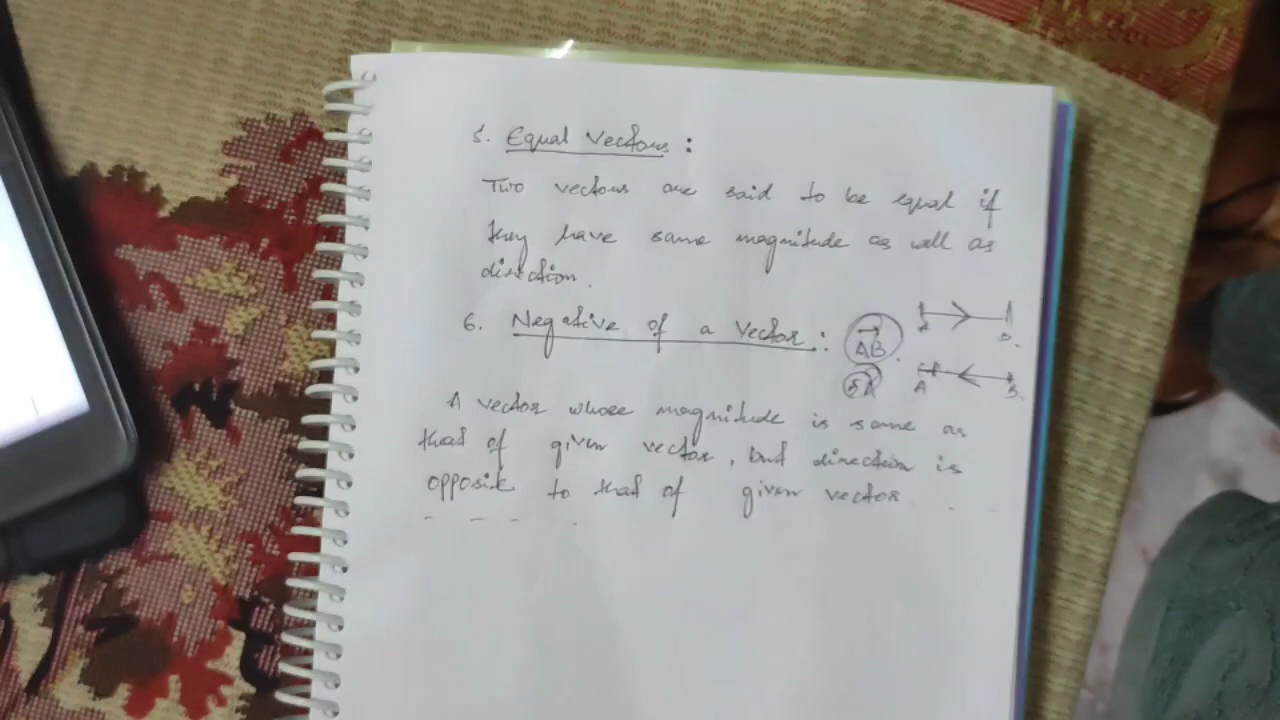 5. Equal Vectors :
Two vectors are said to be equal if
they have same magnitude as well as
direction.
6. Negative of a Vector :
AB
BA
A B.
A vector whose magnitude is same as
that of given vector, but direction is
opposite to that of given vector